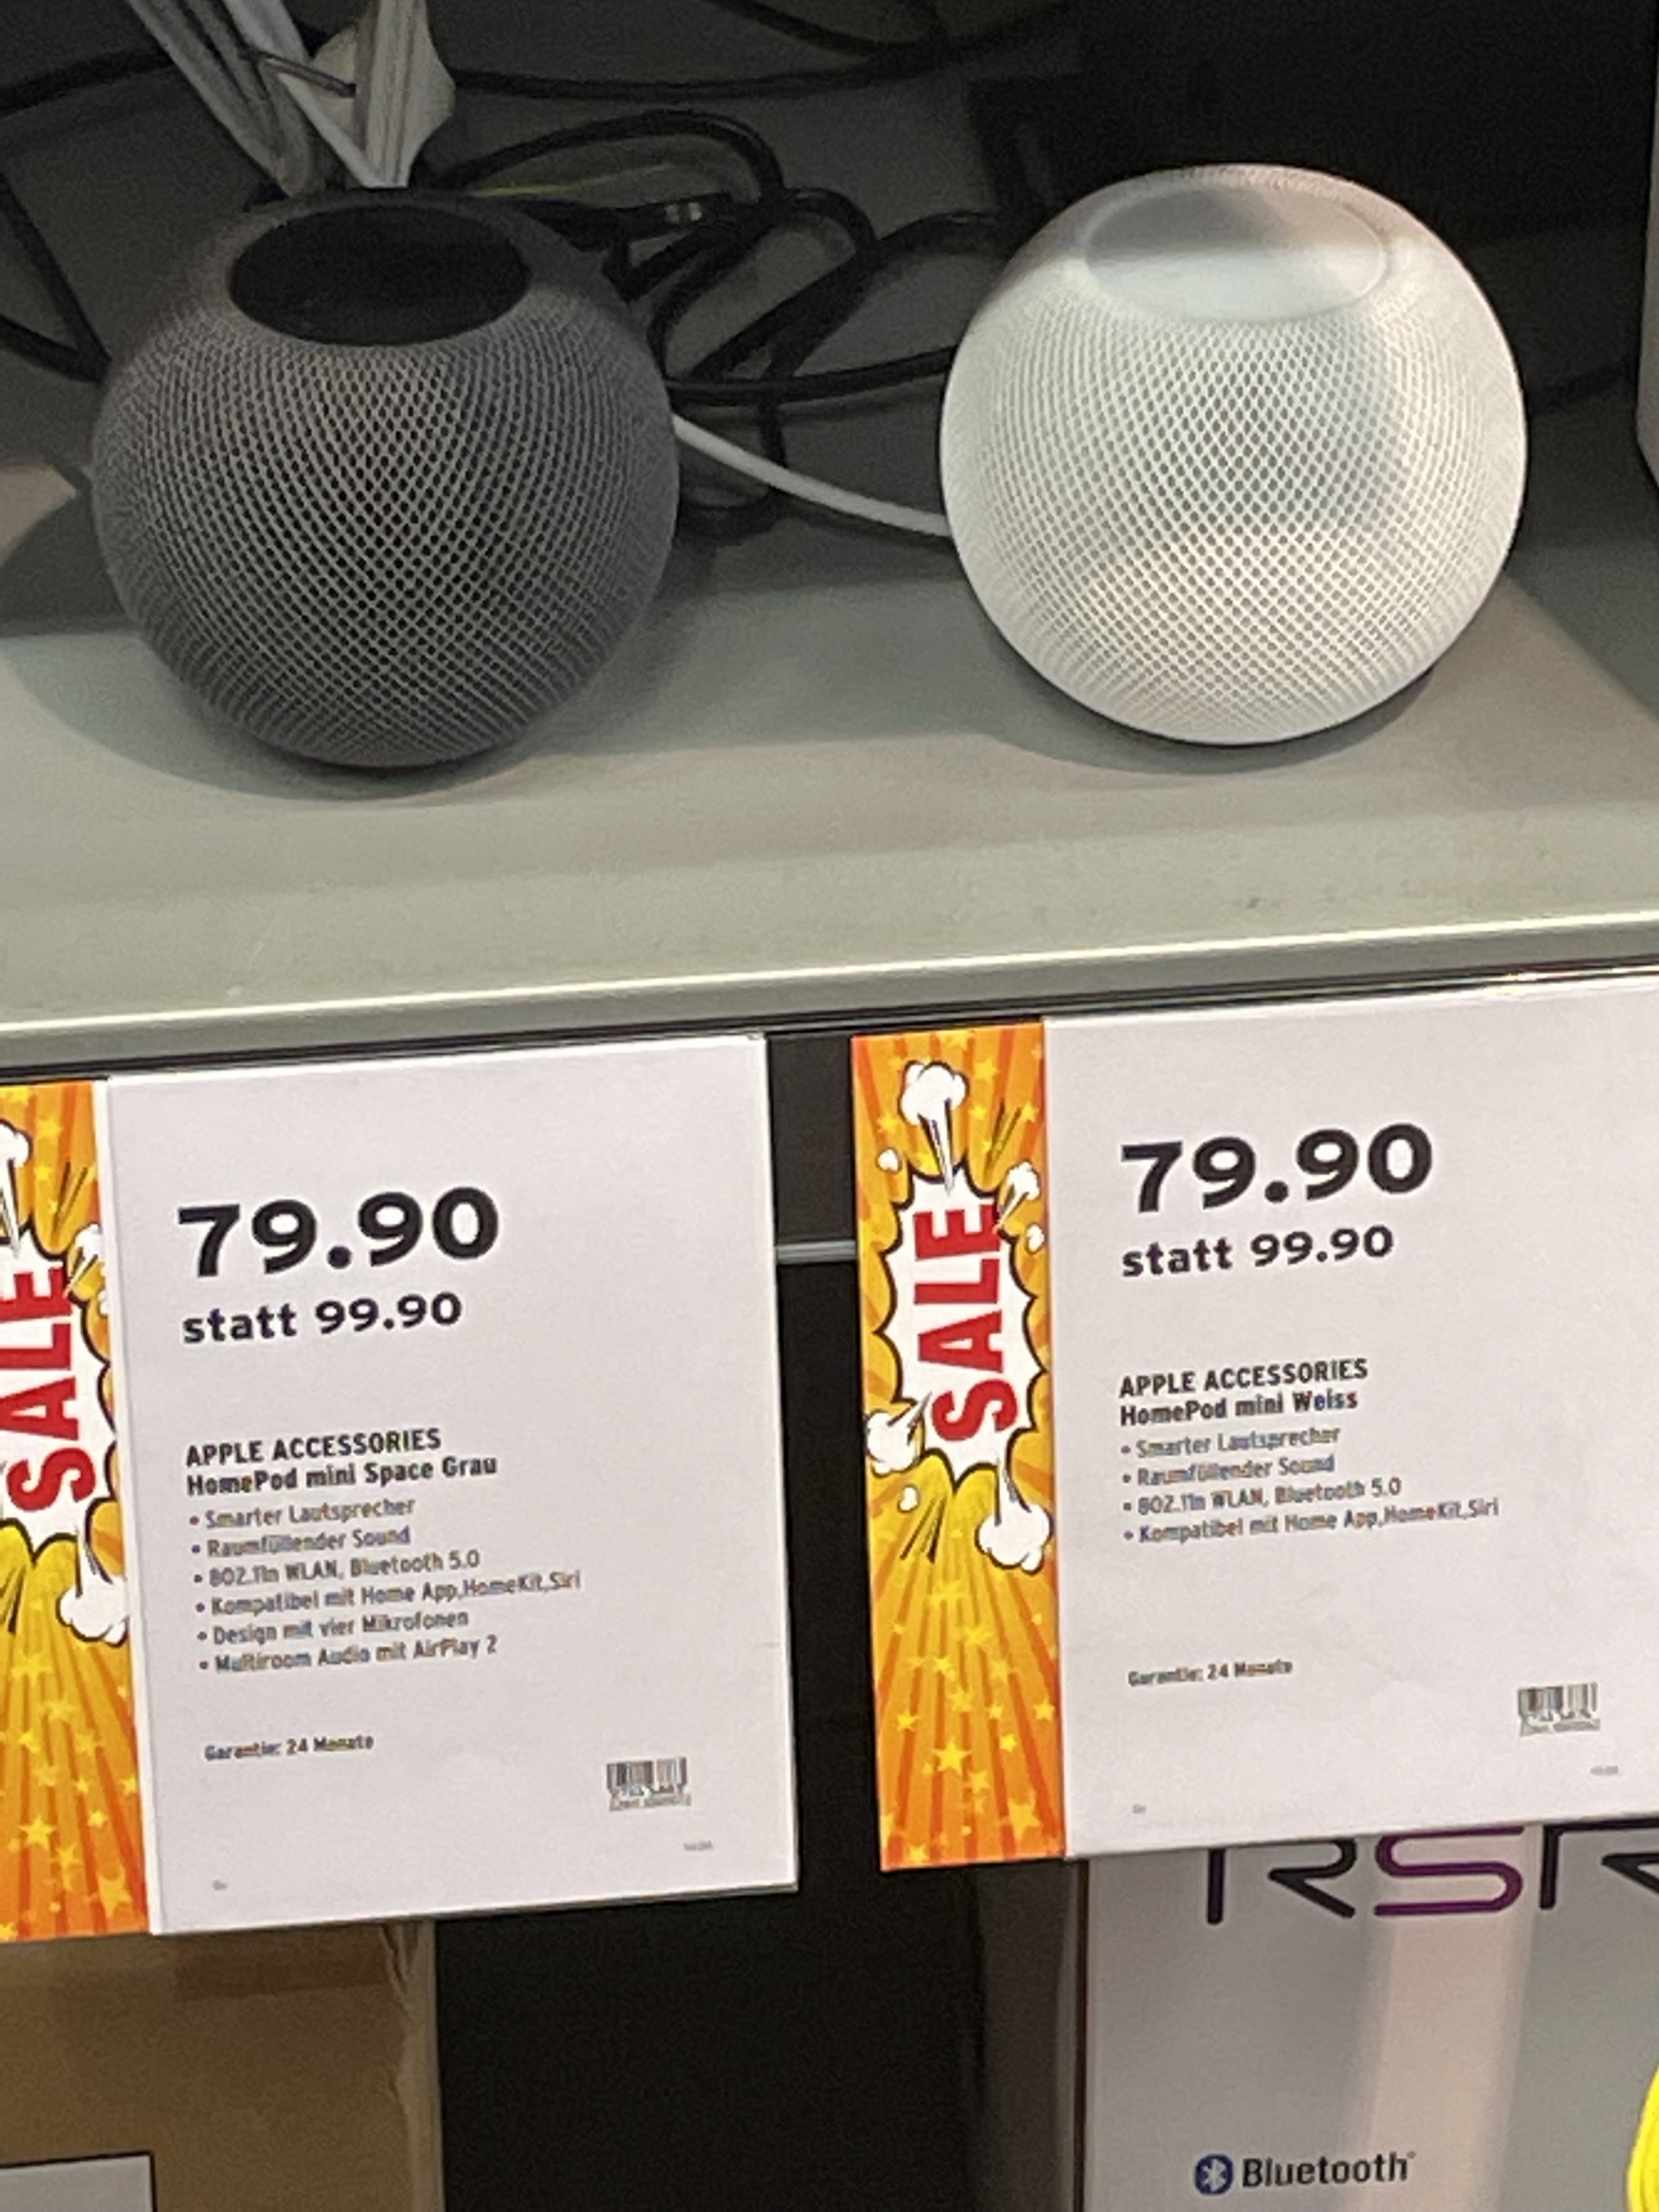 SALE
79.90
statt 99.90
APPLE ACCESSORIES
HomePod mini Space Grau
• Smarter Lautsprecher
• Raumfüllender Sound
• 802.11n WLAN, Bluetooth 5.0
• Kompatibel mit Home App,HomeKit,Siri
• Design mit vier Mikrofonen
• Multiroom Audio mit AirPlay 2
Garantie: 24 Monate
SALE
79.90
statt 99.90
APPLE ACCESSORIES
HomePod mini Weiss
• Smarter Lautsprecher
• Raumfüllender Sound
• 802.11n WLAN, Bluetooth 5.0
• Kompatibel mit Home App,HomeKit,Siri
Garantie: 24 Monate
Bluetooth